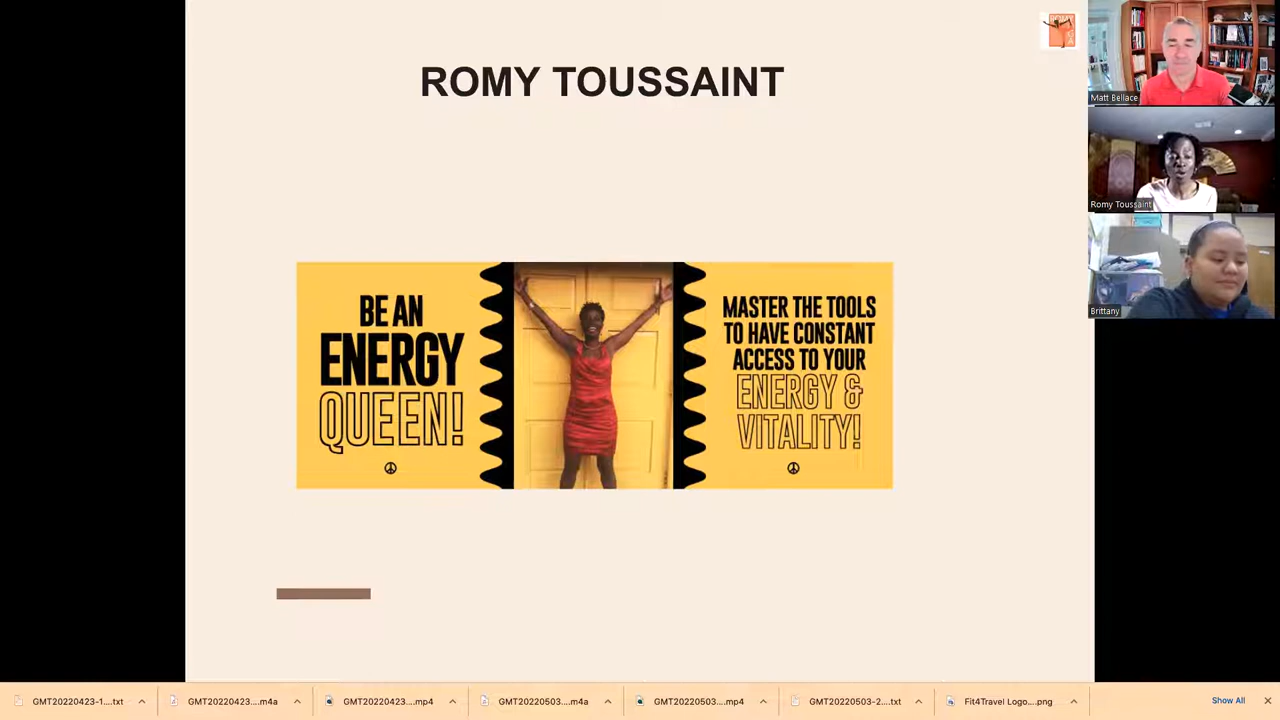 ROMY TOUSSAINT
BE AN
ENERGY
QUEEN!
MASTER THE TOOLS
TO HAVE CONSTANT
ACCESS TO YOUR
ENERGY &
VITALITY!
Matt Bellace
Romy Toussaint
Brittany
GMT20220423-1....txt
GMT20220423....m4a
GMT20220423....mp4
GMT20220503....m4a
GMT20220503....mp4
GMT20220503-2....txt
Fit4Travel Logo....png
Show All